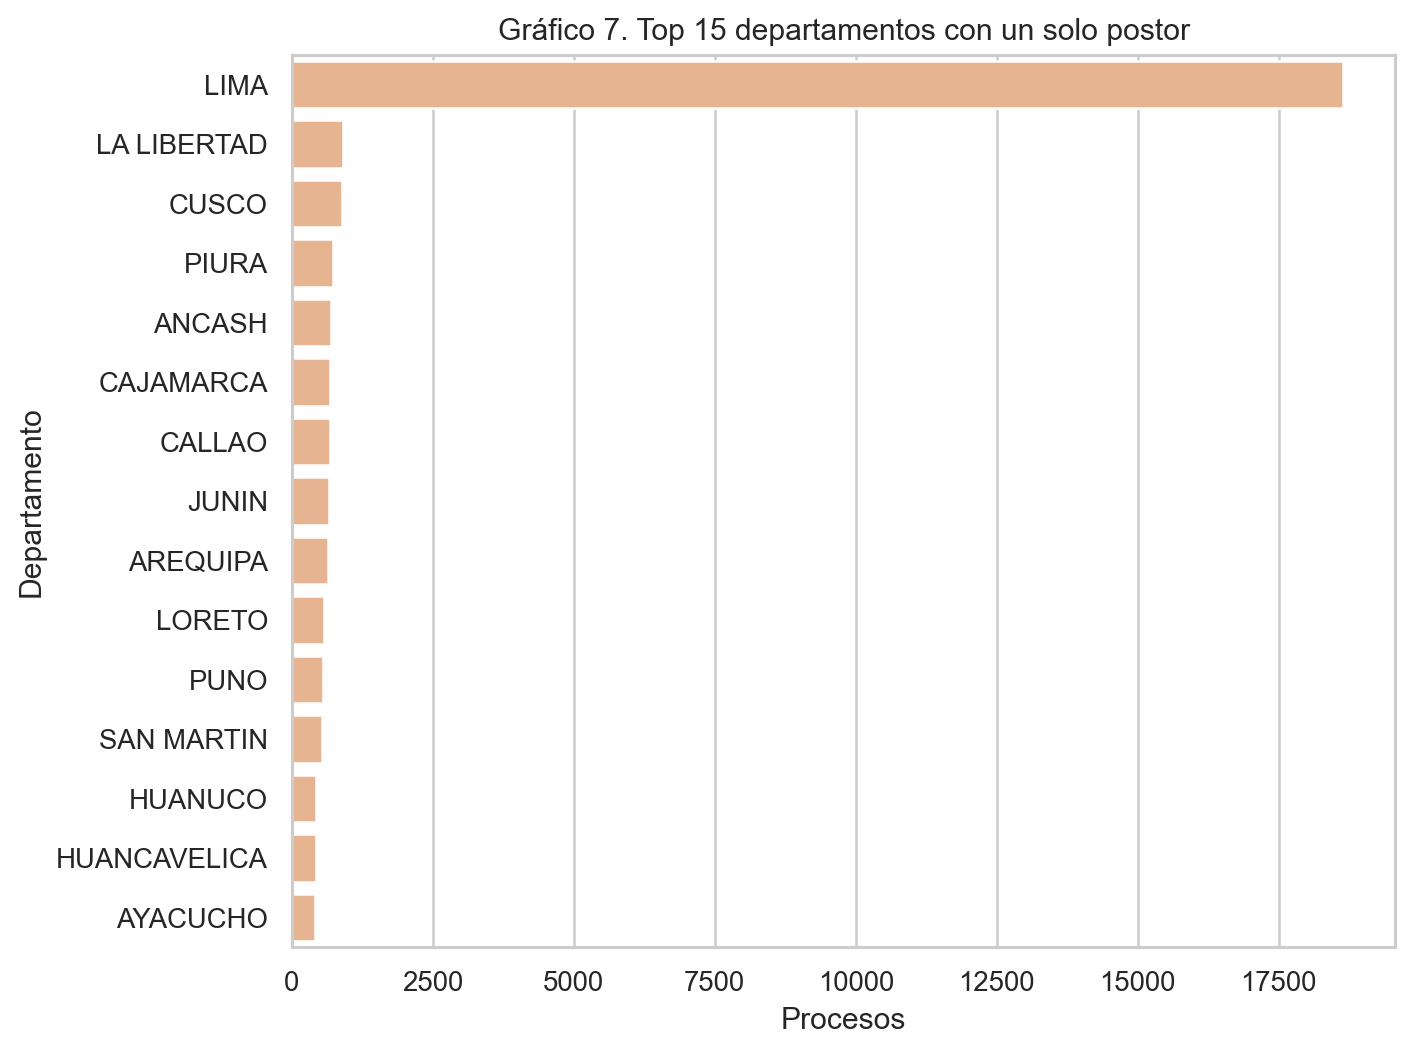 Gráfico 7. Top 15 departamentos con un solo postor
LIMA
LA LIBERTAD
CUSCO
PIURA
ANCASH
CAJAMARCA
CALLAO
JUNIN
AREQUIPA
LORETO
PUNO
SAN MARTIN
HUANUCO
HUANCAVELICA
AYACUCHO
Departamento
0 2500 5000 7500 10000 12500 15000 17500
Procesos